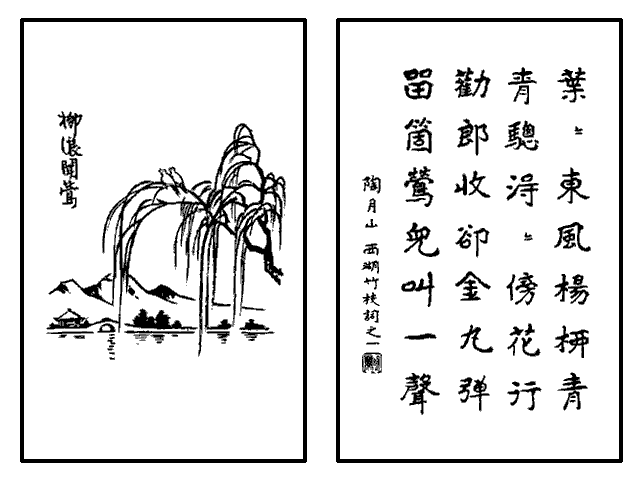 葉〻東風楊柳青
青驄淂〻傍花行
勸郎收卻金丸彈
留箇鶯兒叫一聲
陶月山 西湖竹枝詞之一
柳浪聞鶯